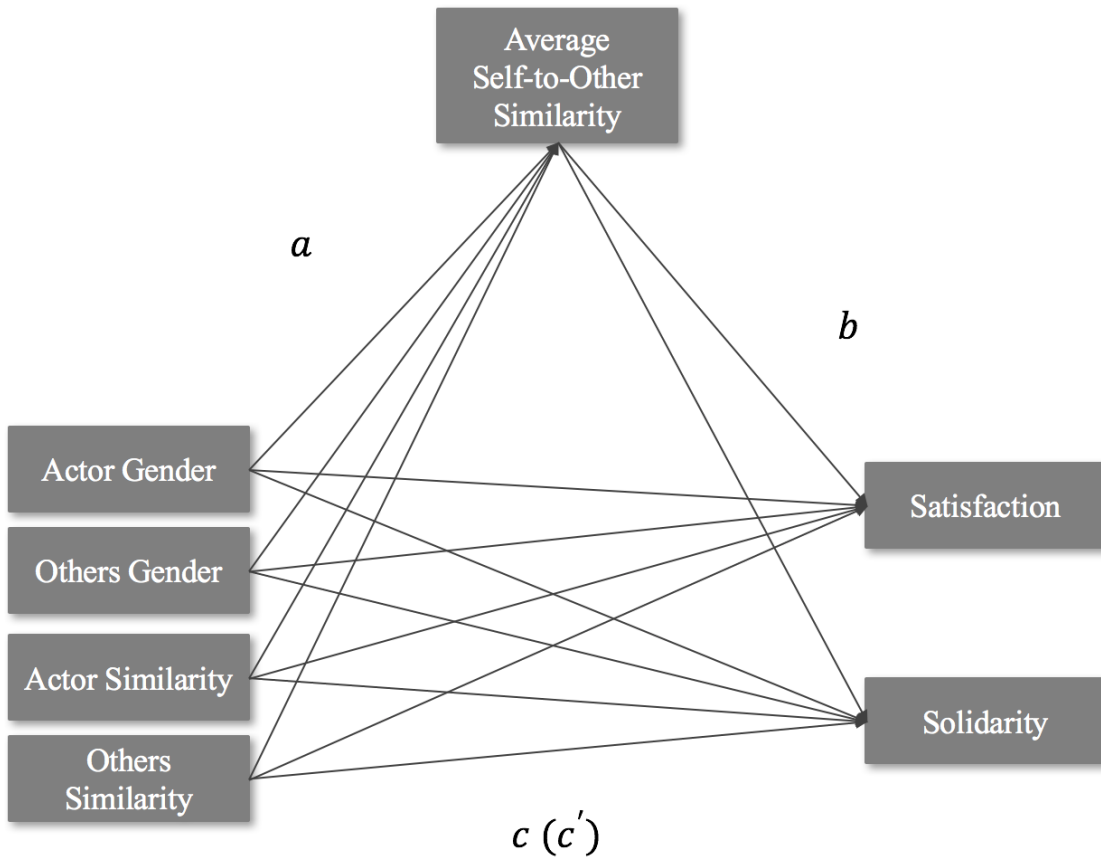 Average
Self-to-Other
Similarity
a
b
Actor Gender
Satisfaction
Others Gender
Actor Similarity
Solidarity
Others
Similarity
c (c′)